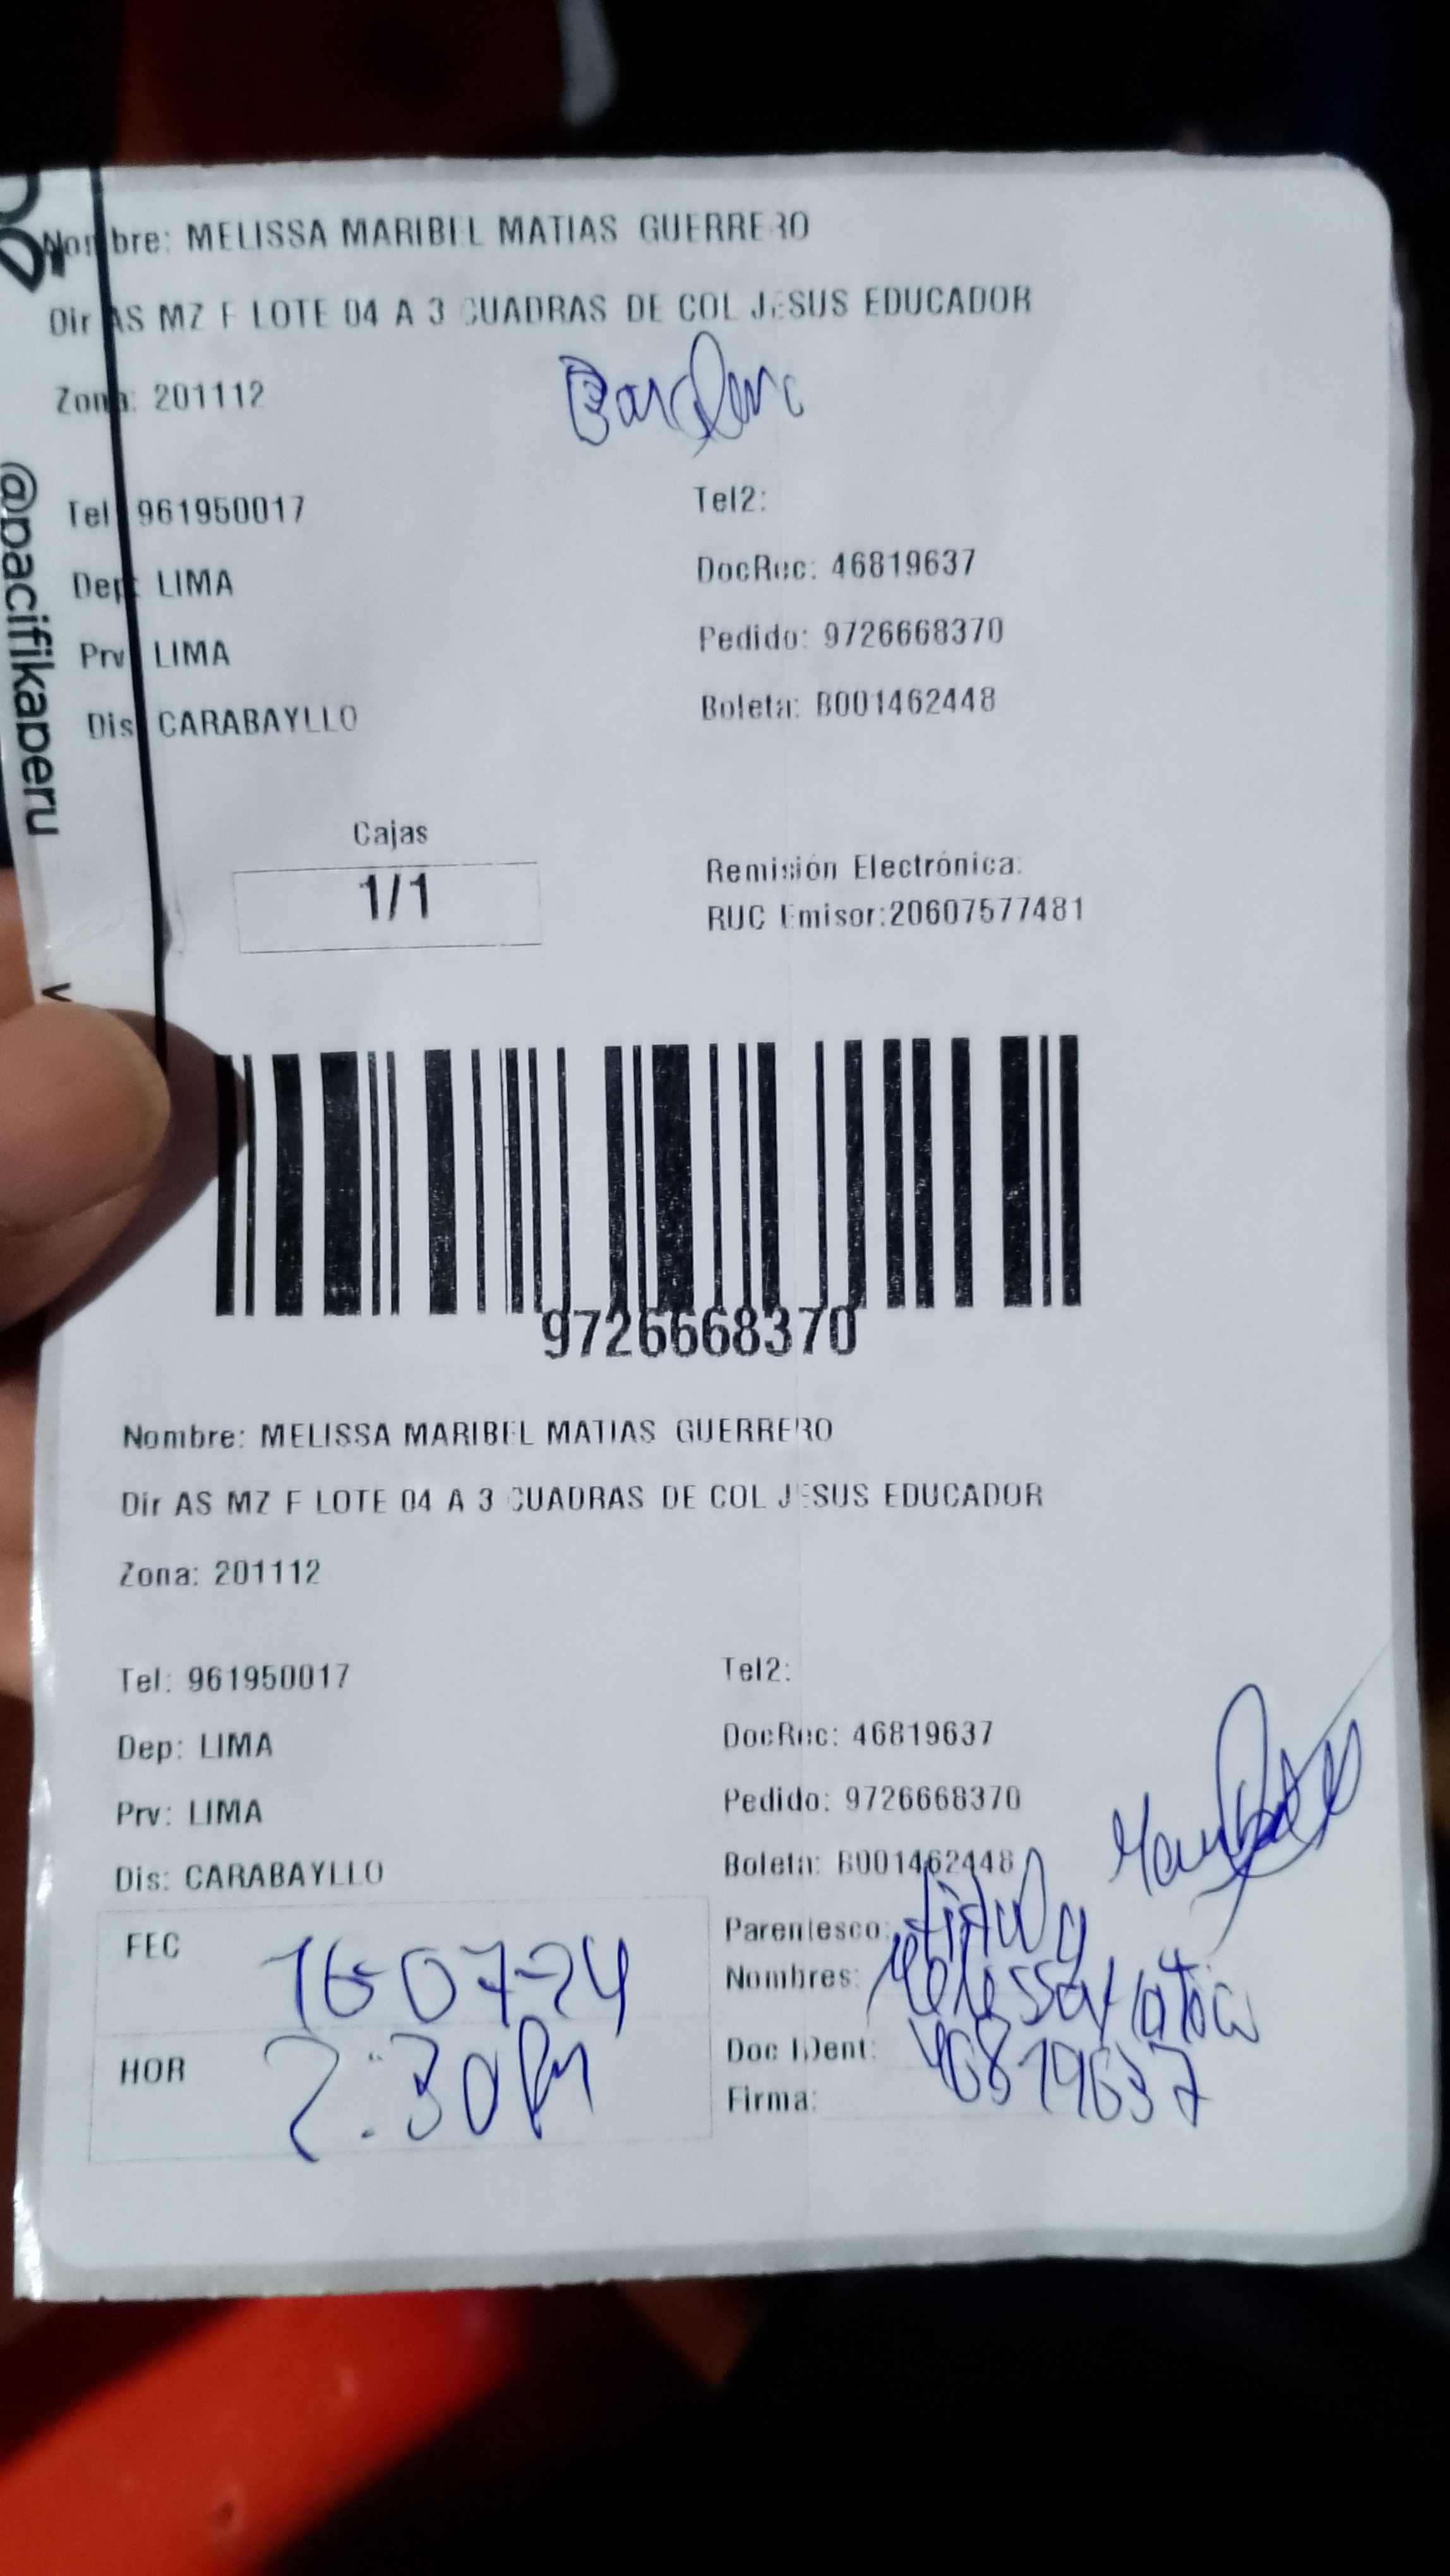 Nombre: MELISSA MARIBEL MATIAS GUERRERO
Dir AS MZ F LOTE 04 A 3 CUADRAS DE COL JESUS EDUCADOR
Zona: 201112
Tel: 961950017
Tel2:
Dep: LIMA
DocRec: 46819637
Prv: LIMA
Pedido: 9726668370
Dis: CARABAYLLO
Boleta: B001462448
@pacifikaperu
Cajas
1/1
Remisión Electrónica:
RUC Emisor:20607577481
9726668370
Nombre: MELISSA MARIBEL MATIAS GUERRERO
Dir AS MZ F LOTE 04 A 3 CUADRAS DE COL JESUS EDUCADOR
Zona: 201112
Tel: 961950017
Tel2:
Dep: LIMA
DocRec: 46819637
Prv: LIMA
Pedido: 9726668370
Dis: CARABAYLLO
Boleta: B001462448
FEC 16-07-24
Parentesco:
Nombres: Melissa Matias
HOR 2:30 Pm
Doc Ident: 46819637
Firma: